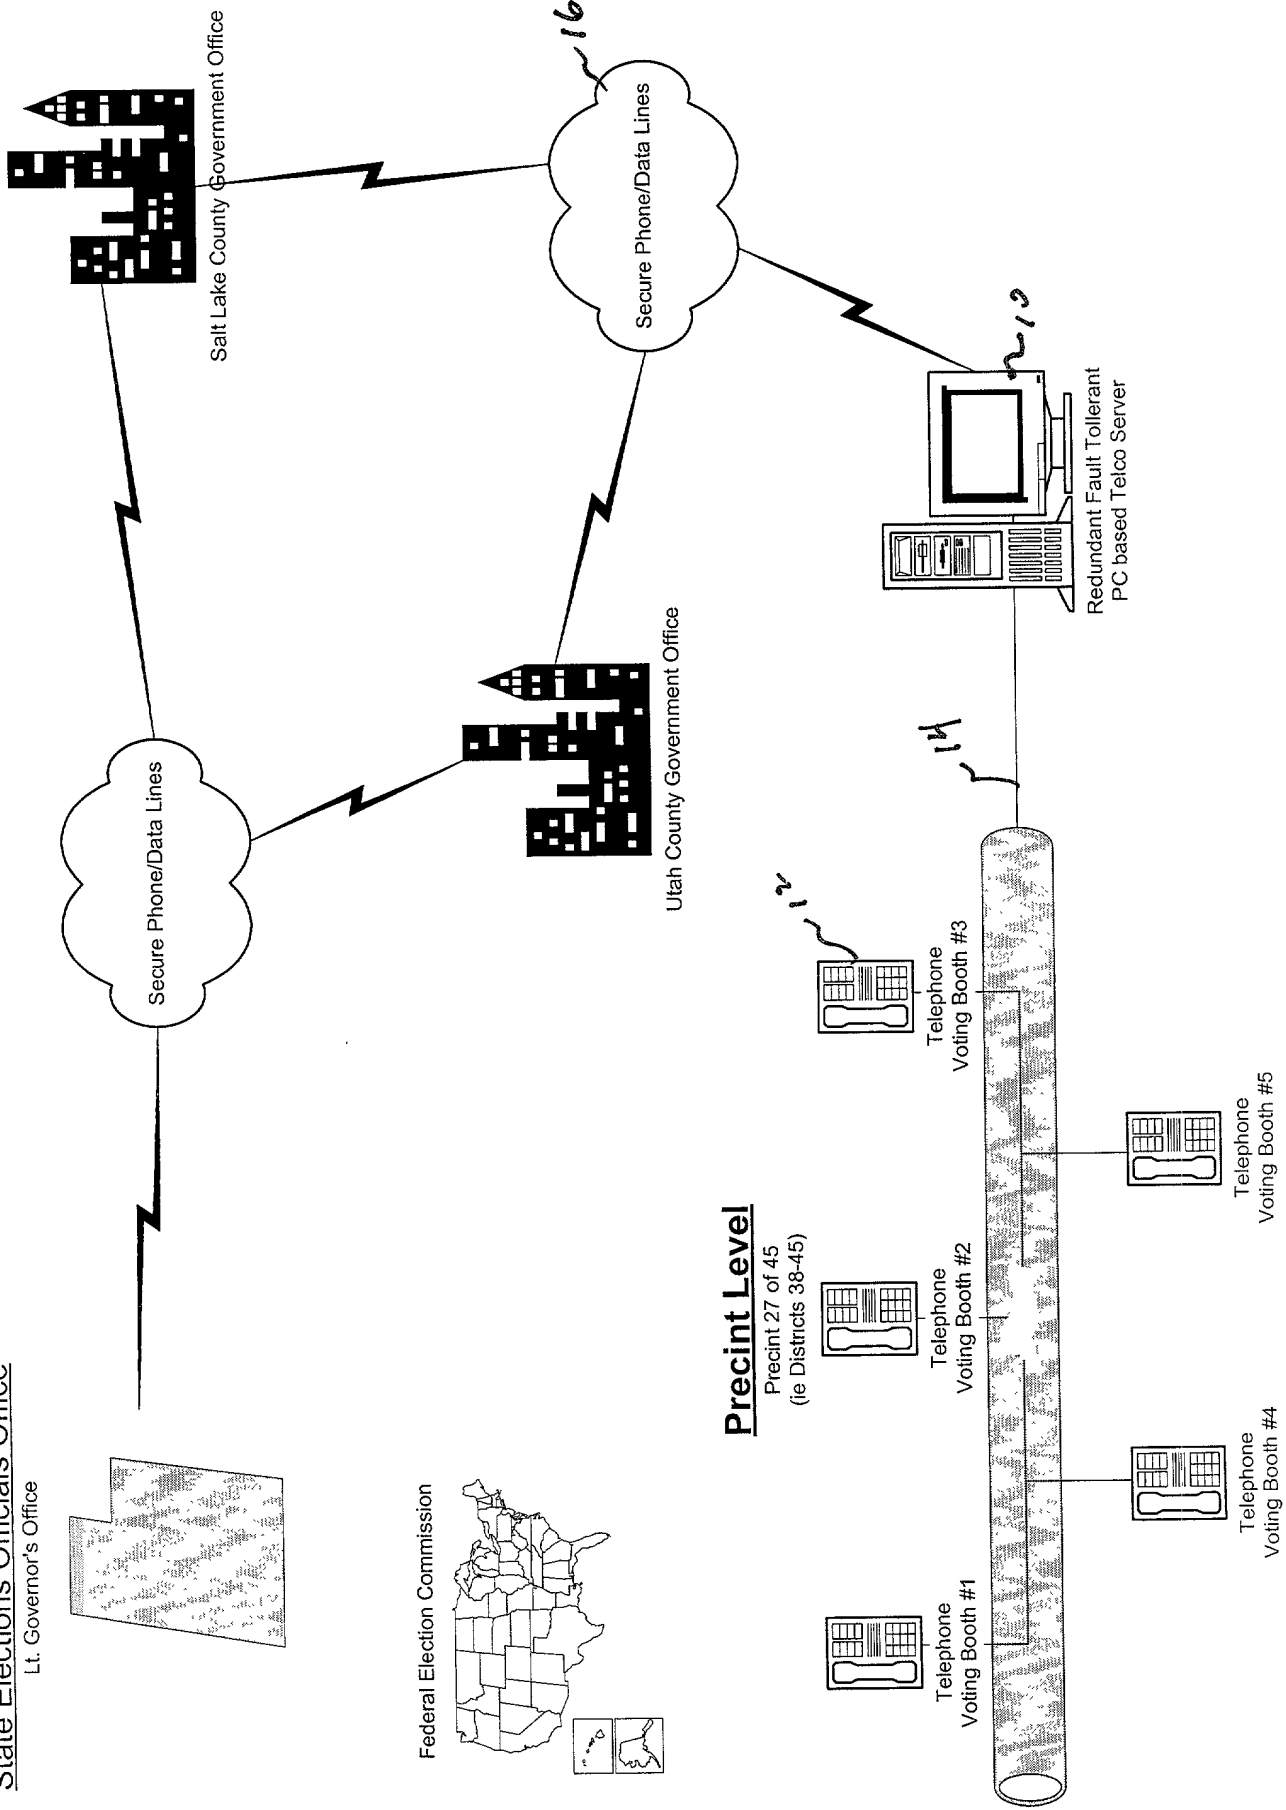 State Elections Officials Office
Lt. Governor's Office
Secure Phone/Data Lines
Salt Lake County Government Office
Federal Election Commission
Utah County Government Office
Secure Phone/Data Lines
16
Precint Level
Precint 27 of 45
(ie Districts 38-45)
12
14
10
Telephone
Voting Booth #1
Telephone
Voting Booth #2
Telephone
Voting Booth #3
Redundant Fault Tollerant
PC based Telco Server
Telephone
Voting Booth #4
Telephone
Voting Booth #5